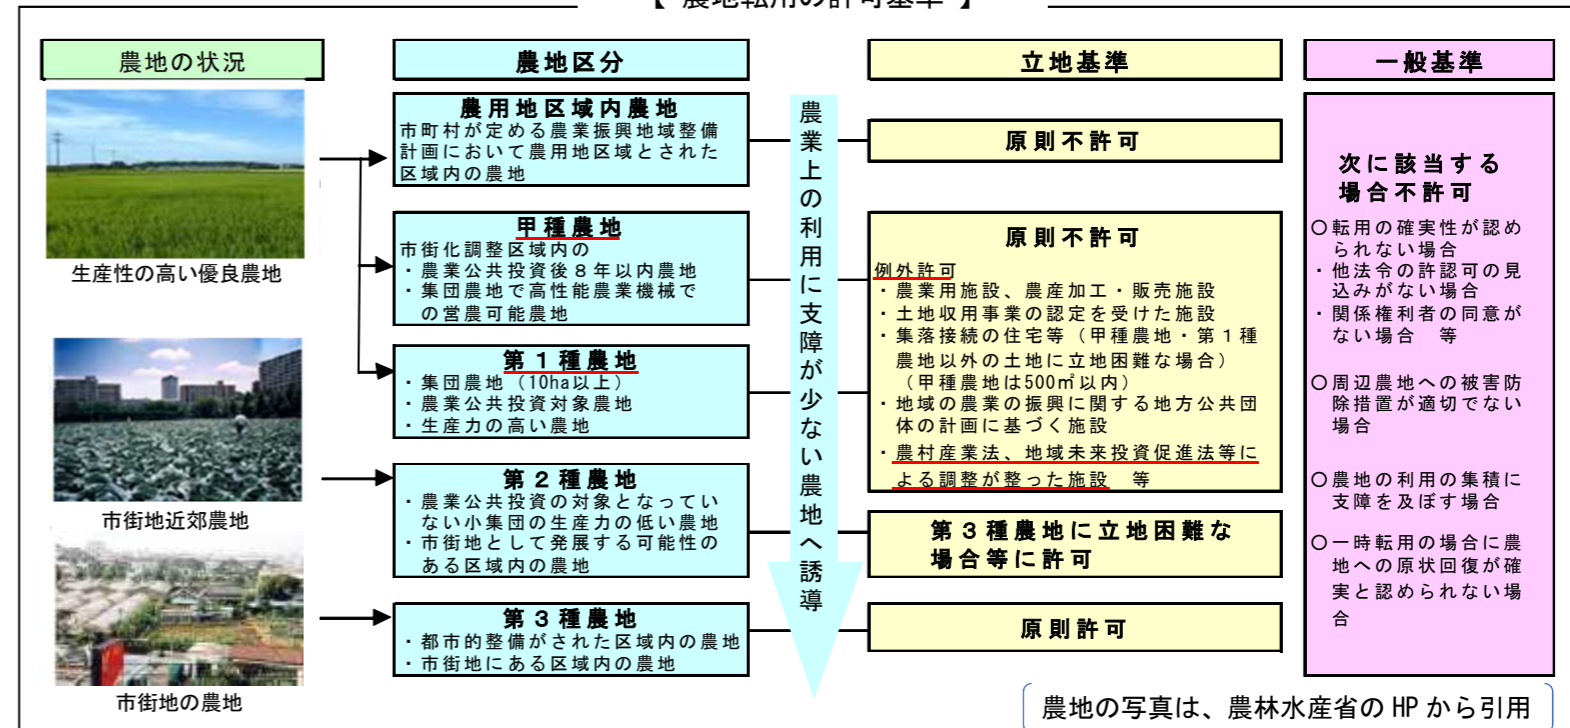 【 農地転用の許可基準 】
農地の状況
生産性の高い優良農地
市街地近郊農地
市街地の農地
農地区分
農用地区域内農地
市町村が定める農業振興地域整備
計画において農用地区域とされた
区域内の農地
甲種農地
市街化調整区域内の
・農業公共投資後８年以内農地
・集団農地で高性能農業機械で
の営農可能農地
第１種農地
・集団農地（10ha以上）
・農業公共投資対象農地
・生産力の高い農地
第２種農地
・農業公共投資の対象となってい
ない小集団の生産力の低い農地
・市街地として発展する可能性の
ある区域内の農地
第３種農地
・都市的整備がされた区域内の農地
・市街地にある区域内の農地
農業上の利用に支障が少ない農地へ誘導
立地基準
原則不許可
原則不許可
例外許可
・農業用施設、農産加工・販売施設
・土地収用事業の認定を受けた施設
・集落接続の住宅等（甲種農地・第１種
農地以外の土地に立地困難な場合）
（甲種農地は500㎡以内）
・地域の農業の振興に関する地方公共団
体の計画に基づく施設
・農村産業法、地域未来投資促進法等に
よる調整が整った施設　等
第３種農地に立地困難な
場合等に許可
原則許可
一般基準
次に該当する
場合不許可
〇転用の確実性が認め
られない場合
・他法令の許認可の見
込みがない場合
・関係権利者の同意が
ない場合　等
〇周辺農地への被害防
除措置が適切でない
場合
〇農地の利用の集積に
支障を及ぼす場合
〇一時転用の場合に農
地への原状回復が確
実と認められない場
合
農地の写真は、農林水産省の HP から引用